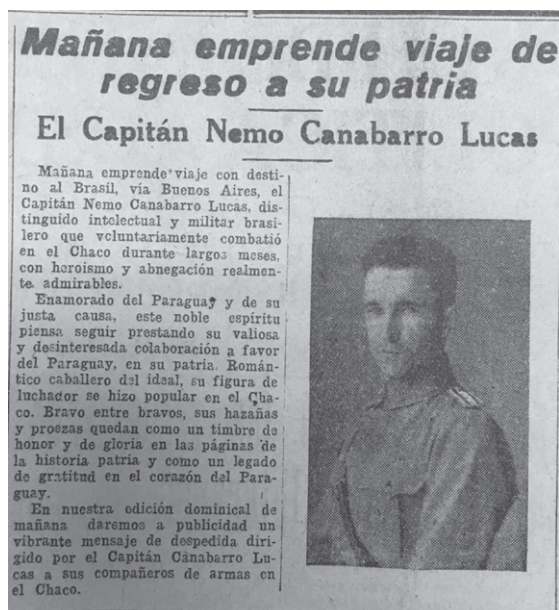 Mañana emprende viaje de
regreso a su patria
El Capitán Nemo Canabarro Lucas
Mañana emprende viaje con desti-
no al Brasil, vía Buenos Aires, el
Capitán Nemo Canabarro Lucas, dis-
tinguido intelectual y militar brasi-
lero que voluntariamente combatió
en el Chaco durante largos meses,
con heroísmo y abnegación realmen-
te admirables.
Enamorado del Paraguay y de su
justa causa, este noble espíritu
piensa seguir prestando su valiosa
y desinteresada colaboración a favor
del Paraguay, en su patria. Román-
tico caballero del ideal, su figura de
luchador se hizo popular en el Cha-
co. Bravo entre bravos, sus hazañas
y proezas quedan como un timbre de
honor y de gloria en las páginas de
la historia patria y como un legado
de gratitud en el corazón del Para-
guay.
En nuestra edición dominical de
mañana daremos a publicidad un
vibrante mensaje de despedida diri-
gido por el Capitán Canabarro Lu-
cas a sus compañeros de armas en
el Chaco.